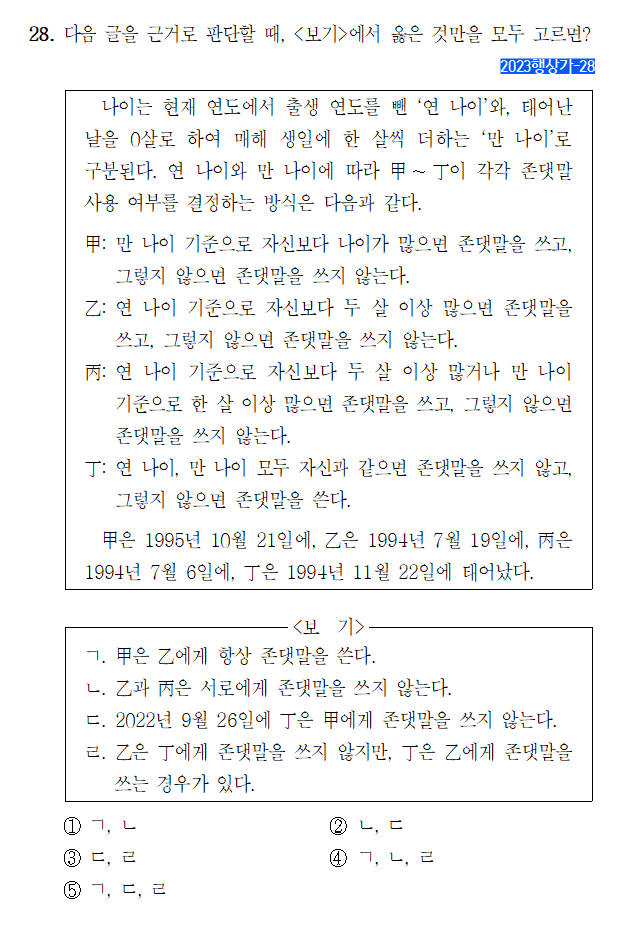 28. 다음 글을 근거로 판단할 때, <보기>에서 옳은 것만을 모두 고르면?
2023행상가-28
나이는 현재 연도에서 출생 연도를 뺀 ‘연 나이’와, 태어난
날을 0살로 하여 매해 생일에 한 살씩 더하는 ‘만 나이’로
구분된다. 연 나이와 만 나이에 따라 甲～丁이 각각 존댓말
사용 여부를 결정하는 방식은 다음과 같다.
甲: 만 나이 기준으로 자신보다 나이가 많으면 존댓말을 쓰고,
그렇지 않으면 존댓말을 쓰지 않는다.
乙: 연 나이 기준으로 자신보다 두 살 이상 많으면 존댓말을
쓰고, 그렇지 않으면 존댓말을 쓰지 않는다.
丙: 연 나이 기준으로 자신보다 두 살 이상 많거나 만 나이
기준으로 한 살 이상 많으면 존댓말을 쓰고, 그렇지 않으면
존댓말을 쓰지 않는다.
丁: 연 나이, 만 나이 모두 자신과 같으면 존댓말을 쓰지 않고,
그렇지 않으면 존댓말을 쓴다.
甲은 1995년 10월 21일에, 乙은 1994년 7월 19일에, 丙은
1994년 7월 6일에, 丁은 1994년 11월 22일에 태어났다.
<보 기>
ㄱ. 甲은 乙에게 항상 존댓말을 쓴다.
ㄴ. 乙과 丙은 서로에게 존댓말을 쓰지 않는다.
ㄷ. 2022년 9월 26일에 丁은 甲에게 존댓말을 쓰지 않는다.
ㄹ. 乙은 丁에게 존댓말을 쓰지 않지만, 丁은 乙에게 존댓말을
쓰는 경우가 있다.
① ㄱ, ㄴ
② ㄴ, ㄷ
③ ㄷ, ㄹ
④ ㄱ, ㄴ, ㄹ
⑤ ㄱ, ㄷ, ㄹ